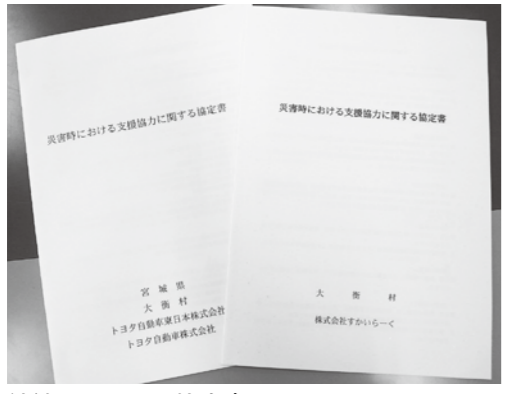 災害時における支援協力に関する協定書
宮城県
大衡村
トヨタ自動車東日本株式会社
トヨタ自動車株式会社
災害時における支援協力に関する協定書
大衡村
株式会社すかいらーく